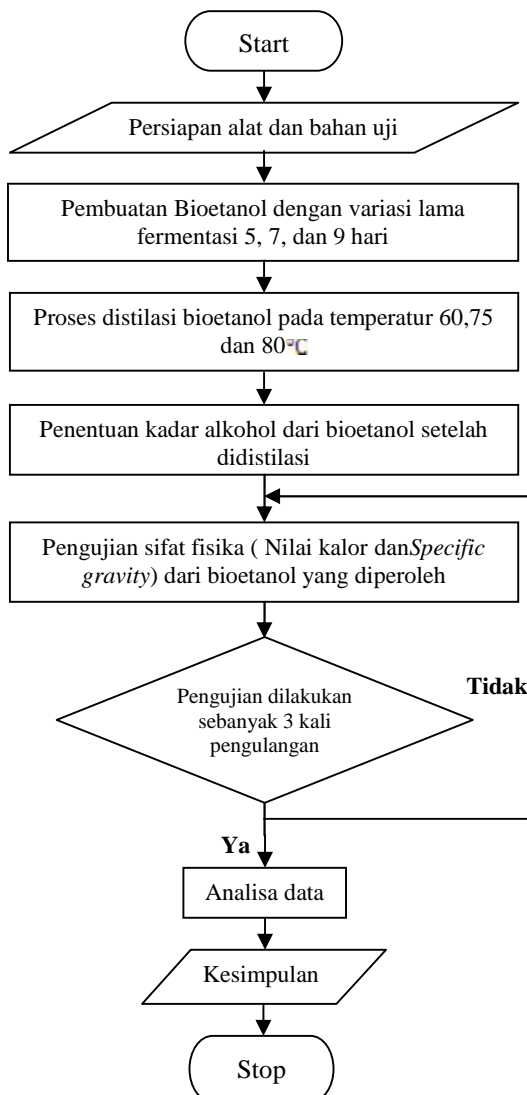 Start
Persiapan alat dan bahan uji
Pembuatan Bioetanol dengan variasi lama
fermentasi 5, 7, dan 9 hari
Proses distilasi bioetanol pada temperatur 60,75
dan 80℃
Penentuan kadar alkohol dari bioetanol setelah
didistilasi
Pengujian sifat fisika ( Nilai kalor danSpecific
gravity) dari bioetanol yang diperoleh
Pengujian dilakukan
sebanyak 3 kali
pengulangan
Tidak
Ya
Analisa data
Kesimpulan
Stop